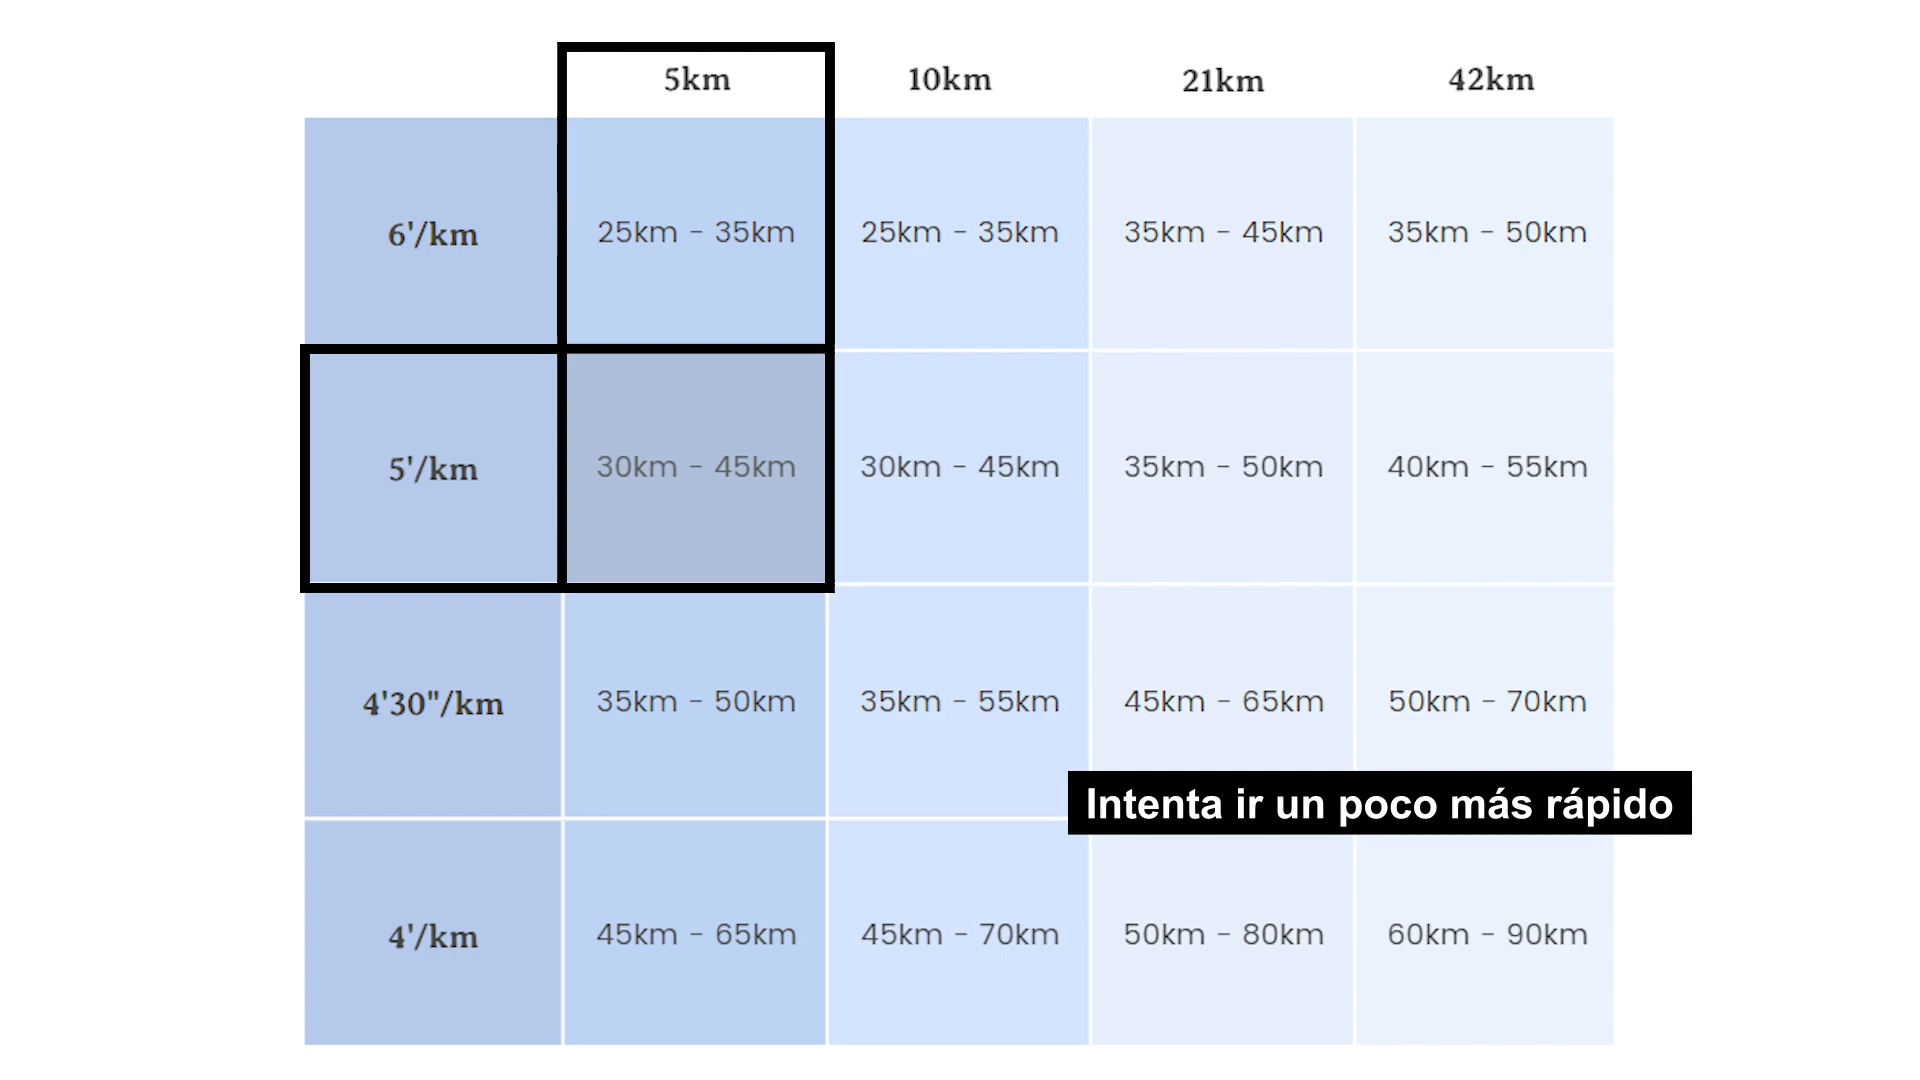 5km 10km 21km 42km
6'/km 25km - 35km 25km - 35km 35km - 45km 35km - 50km
5'/km 30km - 45km 30km - 45km 35km - 50km 40km - 55km
4'30"/km 35km - 50km 35km - 55km 45km - 65km 50km - 70km
Intenta ir un poco más rápido
4'/km 45km - 65km 45km - 70km 50km - 80km 60km - 90km